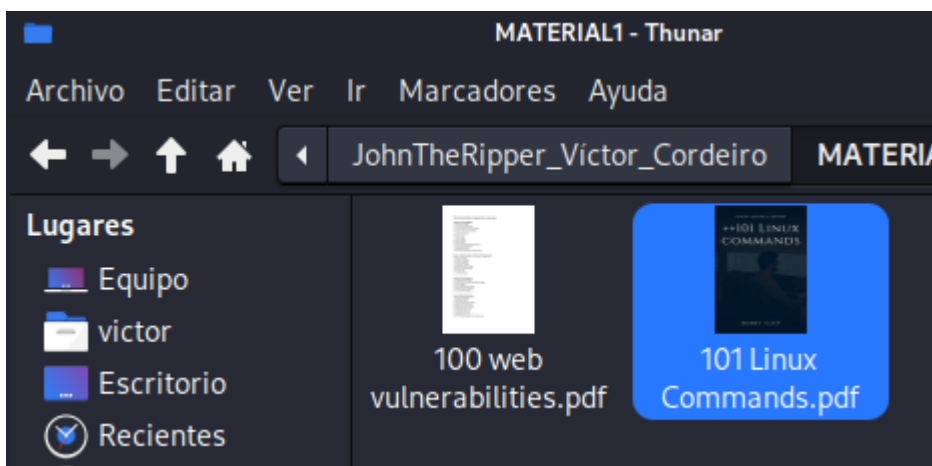 MATERIAL1 - Thunar
Archivo Editar Ver Ir Marcadores Ayuda
JohnTheRipper_Víctor_Cordeiro MATERIA
Lugares
Equipo
victor
Escritorio
Recientes
++101 LINUX
COMMANDS
100 web
vulnerabilities.pdf
101 Linux
Commands.pdf